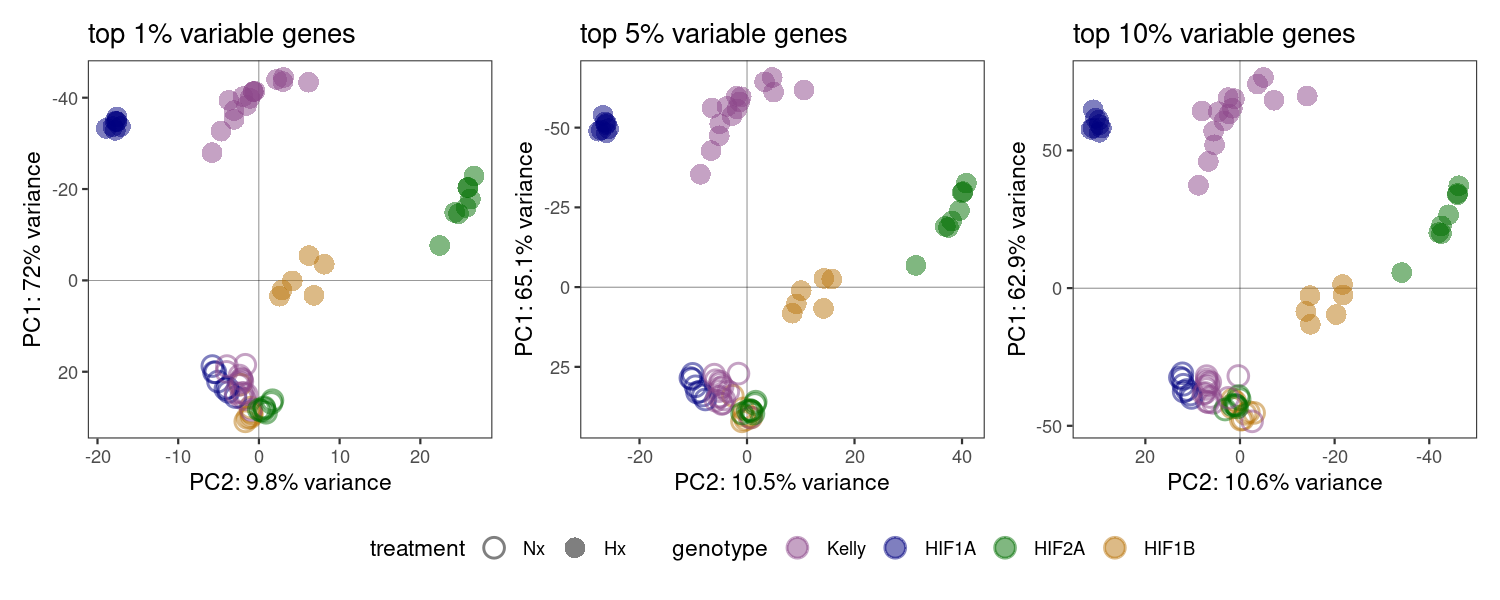 top 1% variable genes
top 5% variable genes
top 10% variable genes
PC1: 72% variance
-40
-20
0
20
-20
-10
0
10
20
PC2: 9.8% variance
PC1: 65.1% variance
-50
-25
0
25
-20
0
20
40
PC2: 10.5% variance
PC1: 62.9% variance
50
0
-50
20
0
-20
-40
PC2: 10.6% variance
treatment Nx Hx genotype Kelly HIF1A HIF2A HIF1B